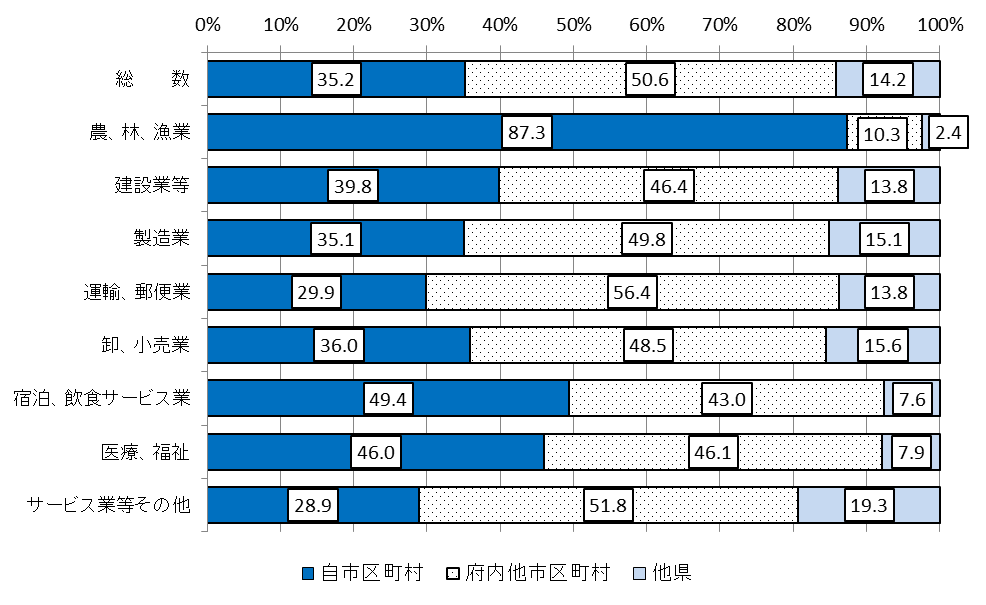 0% 10% 20% 30% 40% 50% 60% 70% 80% 90% 100%
総　　数 35.2 50.6 14.2
農、林、漁業 87.3 10.3 2.4
建設業等 39.8 46.4 13.8
製造業 35.1 49.8 15.1
運輸、郵便業 29.9 56.4 13.8
卸、小売業 36.0 48.5 15.6
宿泊、飲食サービス業 49.4 43.0 7.6
医療、福祉 46.0 46.1 7.9
サービス業等その他 28.9 51.8 19.3
自市区町村 府内他市区町村 他県